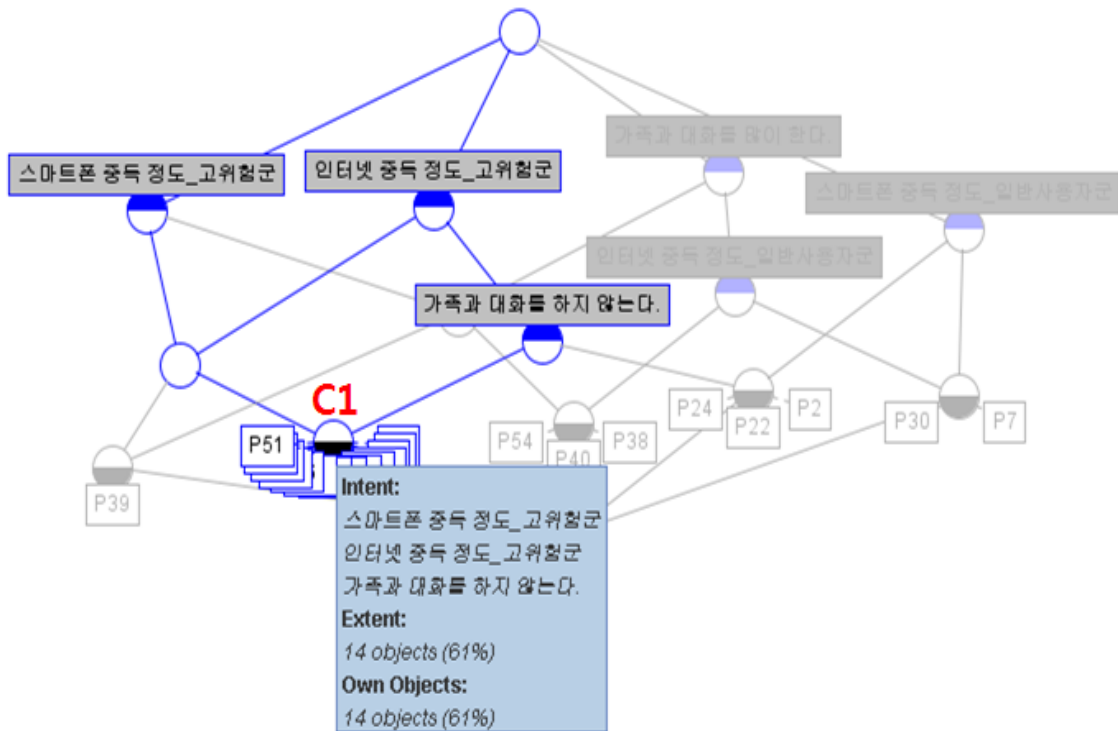 가족과 대화를 많이 한다.
스마트폰 중득 정도_고위험군
인터넷 중득 정도_고위험군
스마트폰 중득 정도_일반사용자군
인터넷 중득 정도_일반사용자군
가족과 대화를 하지 않는다.
C1
P51
P24
P2
P22
P30
P7
P54
P38
P40
P39
Intent:
스마트폰 중득 정도_고위험군
인터넷 중득 정도_고위험군
가족과 대화를 하지 않는다.
Extent:
14 objects (61%)
Own Objects:
14 objects (61%)